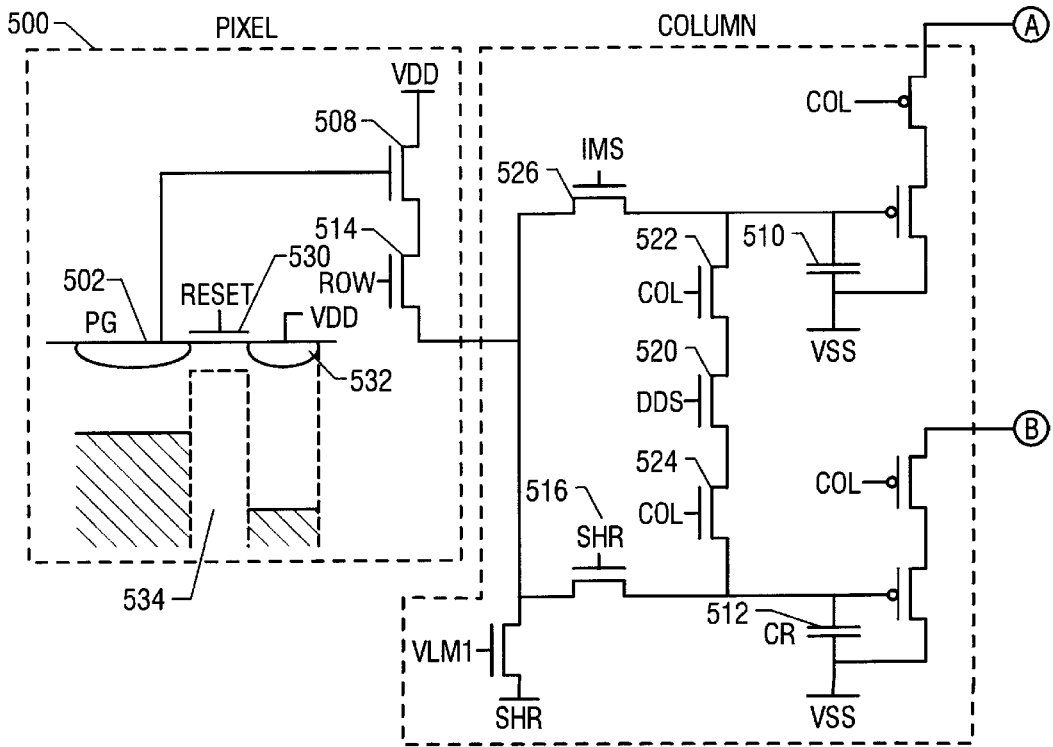 500
PIXEL
COLUMN
A
VDD
COL
508
IMS
526
514
510
522
530
502
ROW
COL
RESET
PG
VDD
VSS
520
532
DDS
B
524
516
COL
COL
SHR
534
512
CR
VLM1
SHR
VSS